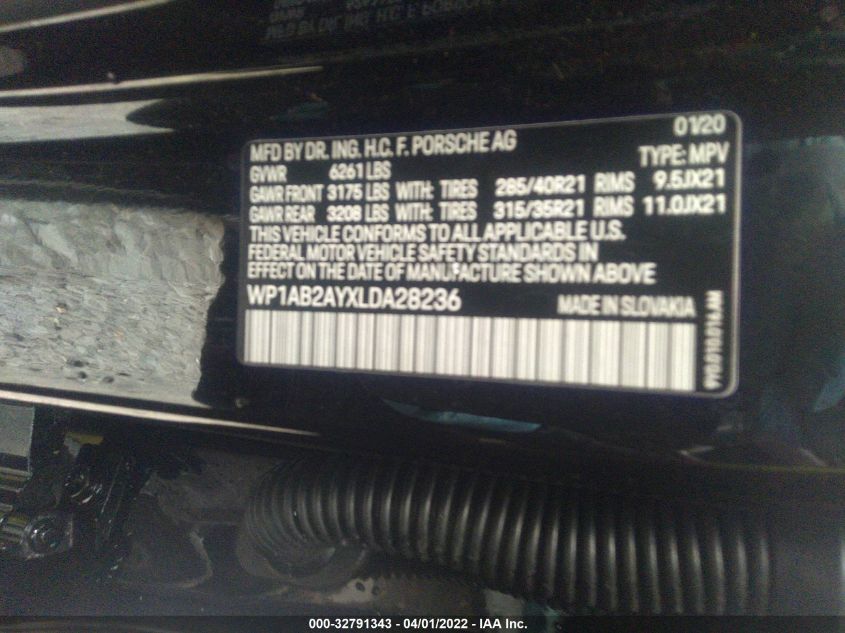 MFD BY DR. ING. H.C. F. PORSCHE AG 01/20
GVWR 6261 LBS TYPE: MPV
GAWR FRONT 3175 LBS WITH: TIRES 285/40R21 RIMS 9.5JX21
GAWR REAR 3208 LBS WITH: TIRES 315/35R21 RIMS 11.0JX21
THIS VEHICLE CONFORMS TO ALL APPLICABLE U.S.
FEDERAL MOTOR VEHICLE SAFETY STANDARDS IN
EFFECT ON THE DATE OF MANUFACTURE SHOWN ABOVE
WP1AB2AYXLDA28236 MADE IN SLOVAKIA
000-32791343 - 04/01/2022 - IAA Inc.